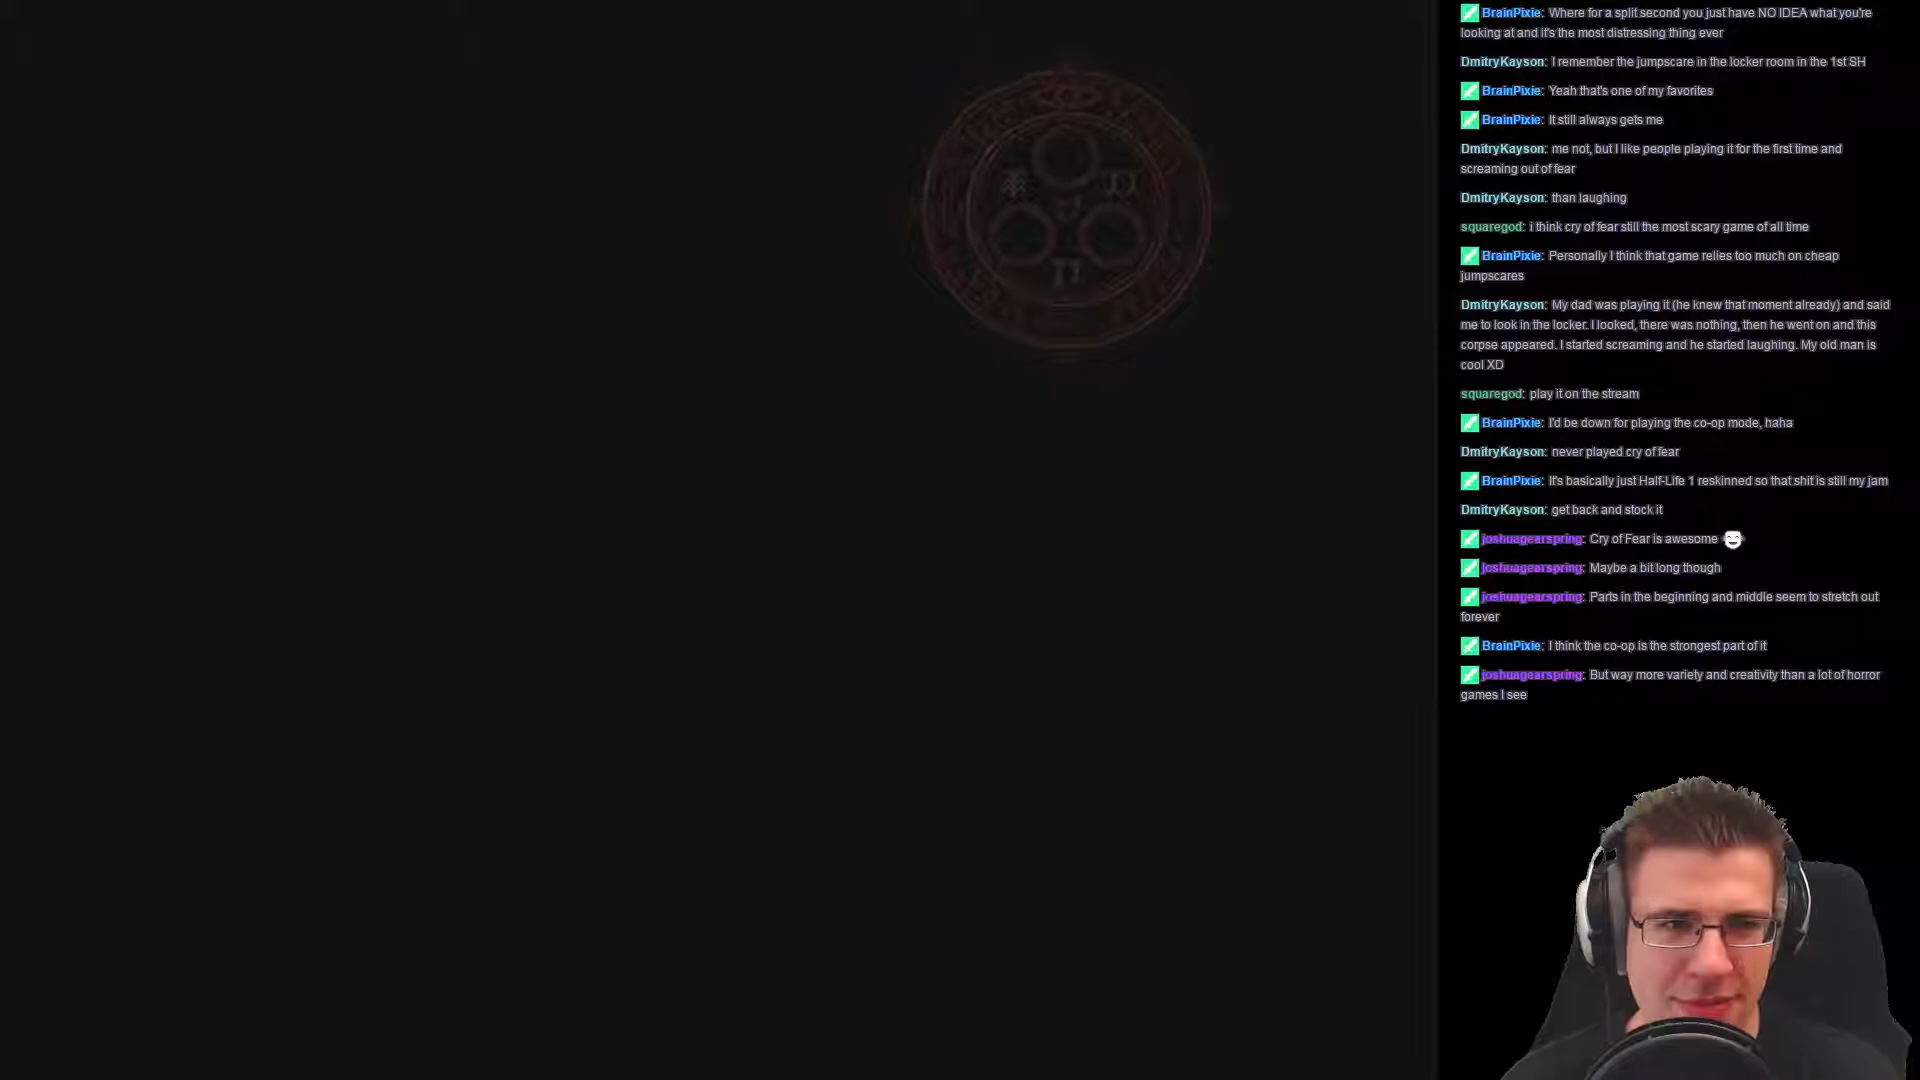 BrainPixie: Where for a split second you just have NO IDEA what you're
looking at and it's the most distressing thing ever
DmitryKayson: I remember the jumpscare in the locker room in the 1st SH
BrainPixie: Yeah that's one of my favorites
BrainPixie: It still always gets me
DmitryKayson: me not, but I like people playing it for the first time and
screaming out of fear
DmitryKayson: than laughing
squaregod: i think cry of fear still the most scary game of all time
BrainPixie: Personally I think that game relies too much on cheap
jumpscares
DmitryKayson: My dad was playing it (he knew that moment already) and said
me to look in the locker. I looked, there was nothing, then he went on and this
corpse appeared. I started screaming and he started laughing. My old man is
cool XD
squaregod: play it on the stream
BrainPixie: I'd be down for playing the co-op mode, haha
DmitryKayson: never played cry of fear
BrainPixie: It's basically just Half-Life 1 reskinned so that shit is still my jam
DmitryKayson: get back and stock it
joshuagearspring: Cry of Fear is awesome
joshuagearspring: Maybe a bit long though
joshuagearspring: Parts in the beginning and middle seem to stretch out
forever
BrainPixie: I think the co-op is the strongest part of it
joshuagearspring: But way more variety and creativity than a lot of horror
games I see